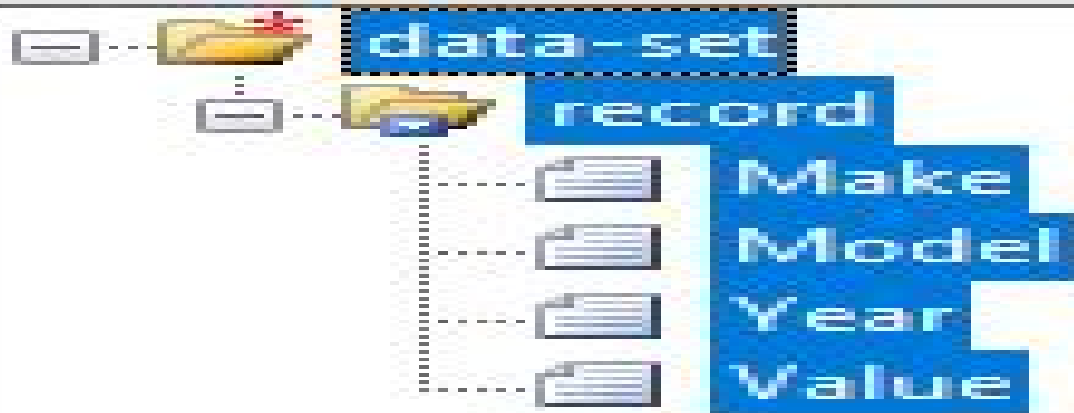 data-set
record
Make
Model
Year
Value